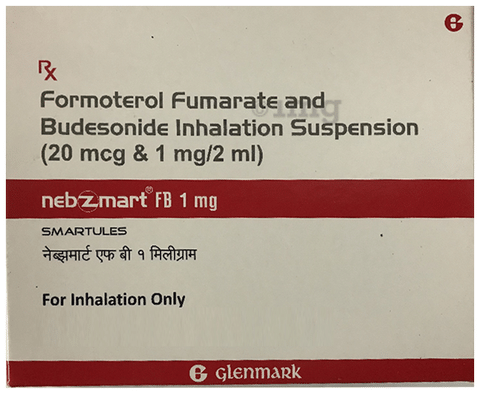 Rx
Formoterol Fumarate and
Budesonide Inhalation Suspension
(20 mcg & 1 mg/2 ml)
nebzmart® FB 1 mg
SMARTULES
नेब्झमार्ट एफ बी १ मिलीग्राम
For Inhalation Only
G GLENMARK